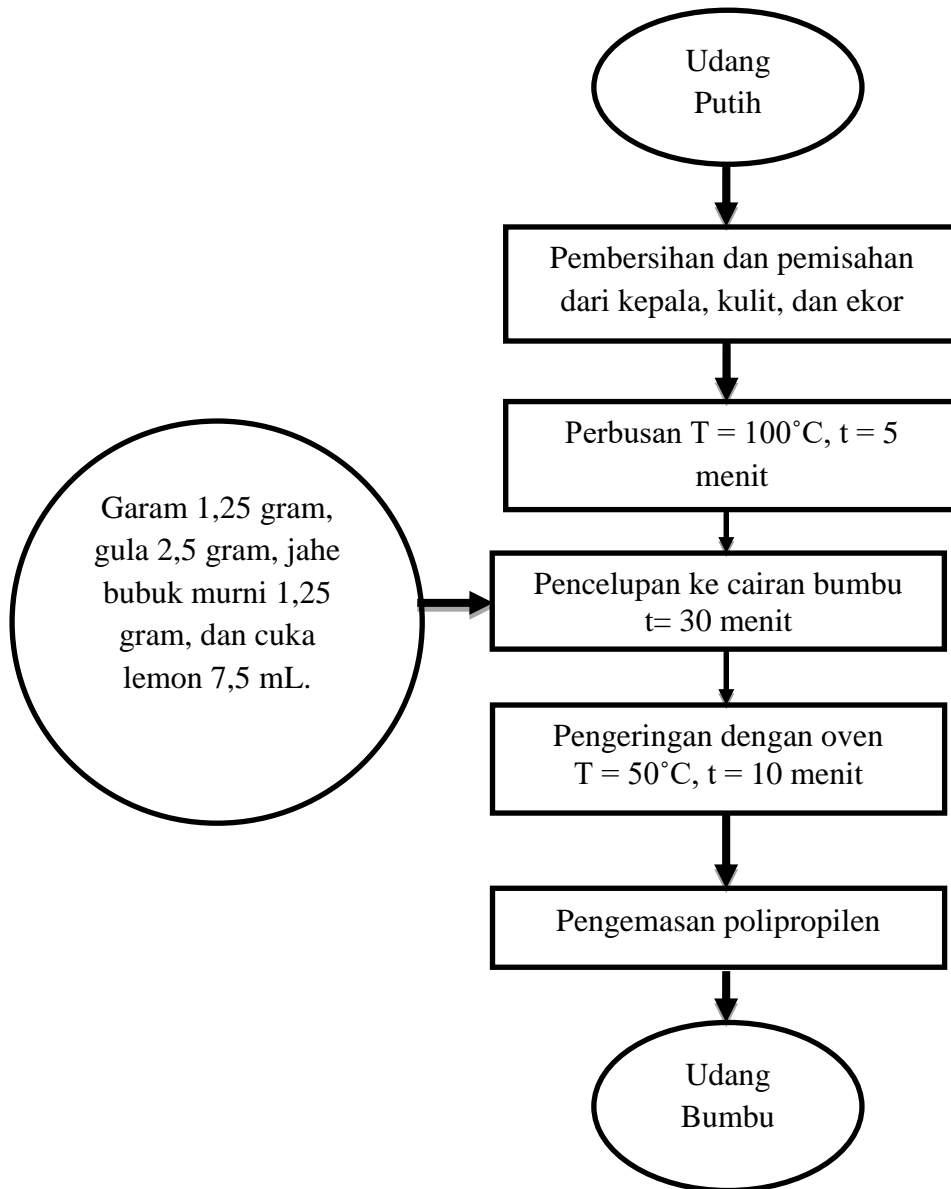 Udang
Putih
Pembersihan dan pemisahan
dari kepala, kulit, dan ekor
Perbusan T = 100˚C, t = 5
menit
Garam 1,25 gram,
gula 2,5 gram, jahe
bubuk murni 1,25
gram, dan cuka
lemon 7,5 mL.
Pencelupan ke cairan bumbu
t= 30 menit
Pengeringan dengan oven
T = 50˚C, t = 10 menit
Pengemasan polipropilen
Udang
Bumbu